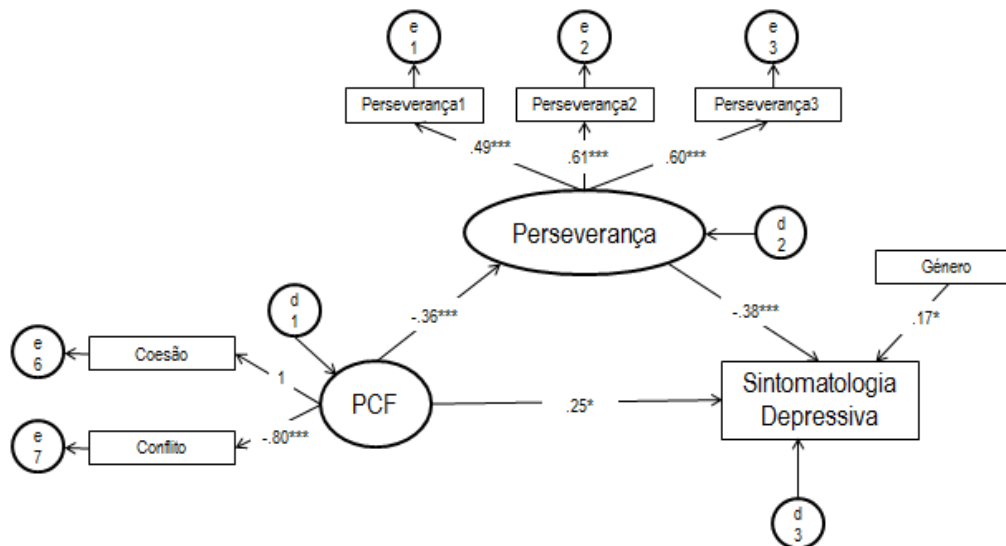 e
1
e
2
e
3
Perseverança1
Perseverança2
Perseverança3
.49***
.61***
.60***
Perseverança
d
2
Género
d
1
-.36***
-.38***
.17*
e
6
Coesão
1
PCF
.25*
Sintomatologia
Depressiva
-.80***
e
7
Conflito
d
3